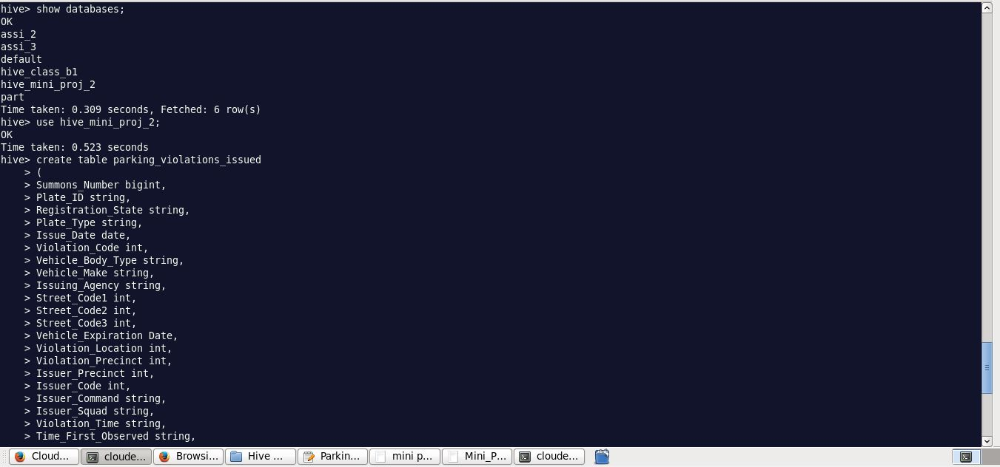 hive> show databases;
OK
assi_2
assi_3
default
hive_class_b1
hive_mini_proj_2
part
Time taken: 0.309 seconds, Fetched: 6 row(s)
hive> use hive_mini_proj_2;
OK
Time taken: 0.523 seconds
hive> create table parking_violations_issued
    > (
    > Summons_Number bigint,
    > Plate_ID string,
    > Registration_State string,
    > Plate_Type string,
    > Issue_Date date,
    > Violation_Code int,
    > Vehicle_Body_Type string,
    > Vehicle_Make string,
    > Issuing_Agency string,
    > Street_Code1 int,
    > Street_Code2 int,
    > Street_Code3 int,
    > Vehicle_Expiration Date,
    > Violation_Location int,
    > Violation_Precinct int,
    > Issuer_Precinct int,
    > Issuer_Code int,
    > Issuer_Command string,
    > Issuer_Squad string,
    > Violation_Time string,
    > Time_First_Observed string,
Cloud... cloude... Browsi... Hive ... Parkin... mini p... Mini_P... cloude...